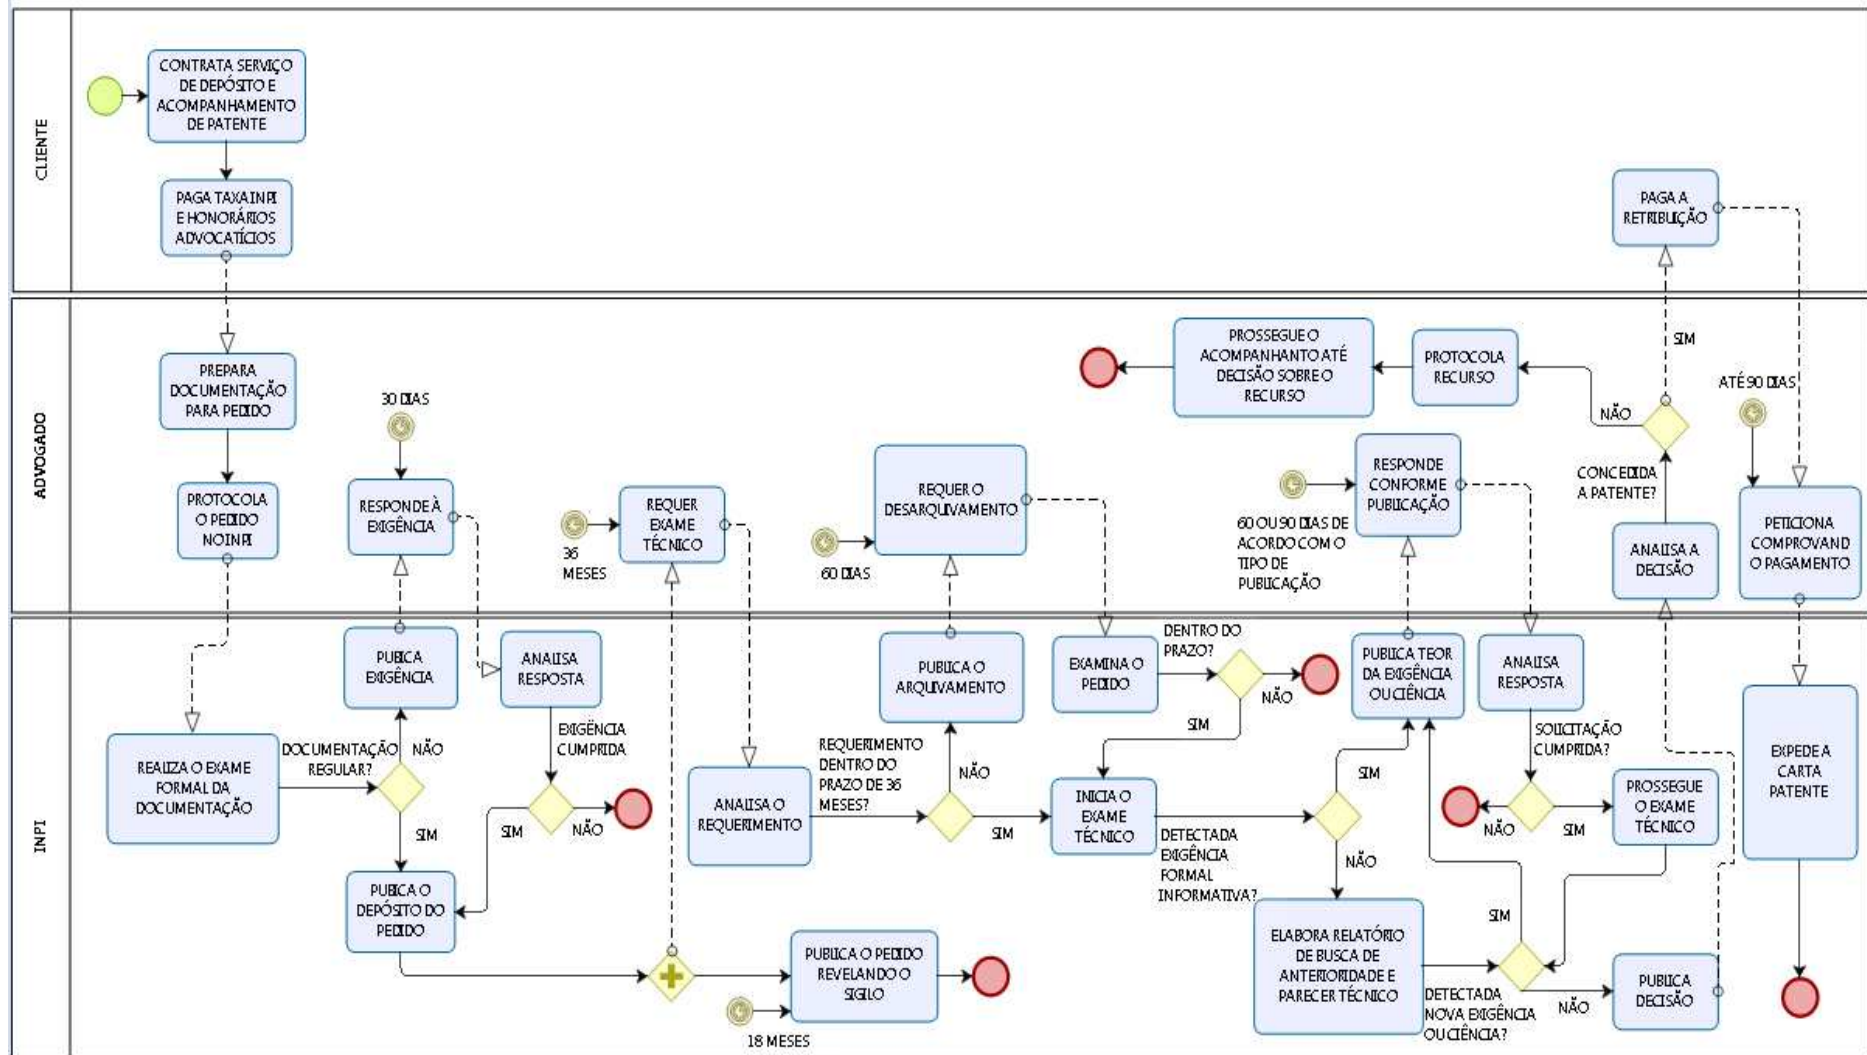 CLIENTE
CONTRATA SERVIÇO
DE DEPÓSITO E
ACOMPANHAMENTO
DE PATENTE
PAGA TAXA INPI
E HONORÁRIOS
ADVOCATÍCIOS
PAGA A
RETRIBUIÇÃO
ADVOGADO
PREPARA
DOCUMENTAÇÃO
PARA PEDIDO
PROTOCOLA
O PEDIDO
NO INPI
30 DIAS
RESPONDE À
EXIGÊNCIA
36
MESES
REQUER
EXAME
TÉCNICO
60 DIAS
REQUER O
DESARQUIVAMENTO
PROSSEGUE O
ACOMPANHANTO ATÉ
DECISÃO SOBRE O
RECURSO
PROTOCOLA
RECURSO
NÃO
SIM
CONCEDIDA
A PATENTE?
60 OU 90 DIAS DE
ACORDO COM O
TIPO DE
PUBLICAÇÃO
RESPONDE
CONFORME
PUBLICAÇÃO
ANALISA A
DECISÃO
ATÉ 90 DIAS
PETICIONA
COMPROVAND
O PAGAMENTO
INPI
REALIZA O EXAME
FORMAL DA
DOCUMENTAÇÃO
DOCUMENTAÇÃO
REGULAR?
NÃO
SIM
PUBICA
EXIGÊNCIA
PUBICA O
DEPÓSITO DO
PEDIDO
ANALISA
RESPOSTA
EXIGÊNCIA
CUMPRIDA
SIM
NÃO
ANALISA O
REQUERIMENTO
REQUERIMENTO
DENTRO DO
PRAZO DE 36
MESES?
NÃO
SIM
PUBLICA O
ARQUIVAMENTO
PUBLICA O PEDIDO
REVELANDO O
SIGILO
18 MESES
EXAMINA O
PEDIDO
DENTRO DO
PRAZO?
NÃO
SIM
INICIA O
EXAME
TÉCNICO
DETECTADA
EXIGÊNCIA
FORMAL
INFORMATIVA?
SIM
NÃO
PUBLICA TEOR
DA EXIGÊNCIA
OU CIÊNCIA
ELABORA RELATÓRIO
DE BUSCA DE
ANTERIORIDADE E
PARECER TÉCNICO
DETECTADA
NOVA EXIGÊNCIA
OU CIÊNCIA?
SIM
NÃO
ANALISA
RESPOSTA
SOLICITAÇÃO
CUMPRIDA?
NÃO
SIM
PROSSEGUE
O EXAME
TÉCNICO
PUBLICA
DECISÃO
EXPEDE A
CARTA
PATENTE